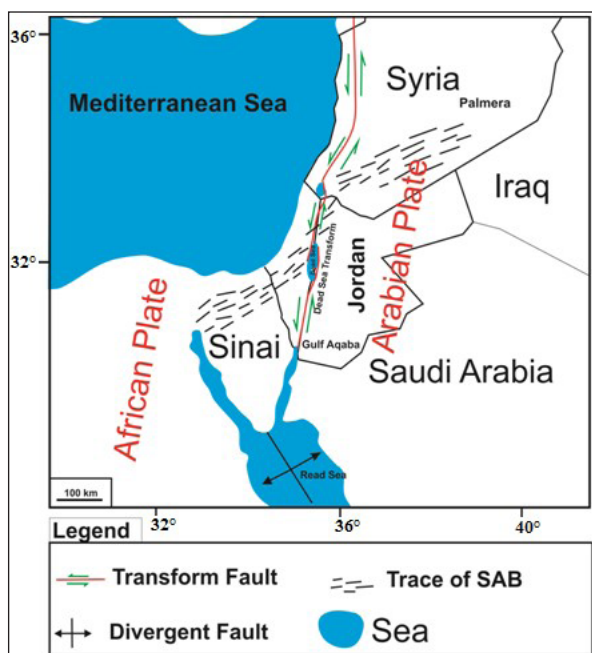 36°
Mediterranean Sea
Syria
Palmera
Iraq
32°
Arabian Plate
Jordan
Dead Sea Transform
Gulf Aqaba
African Plate
Sinai
Saudi Arabia
Read Sea
100 km
32° 36° 40°
Legend
Transform Fault
Trace of SAB
Divergent Fault
Sea